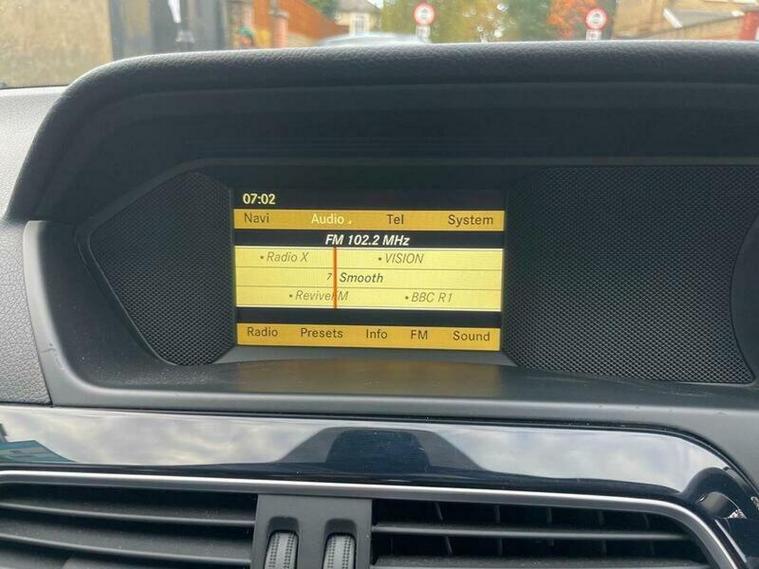 07:02
Navi Audio Tel System
FM 102.2 MHz
• Radio X • VISION
7 Smooth
• ReviveFM • BBC R1
Radio Presets Info FM Sound